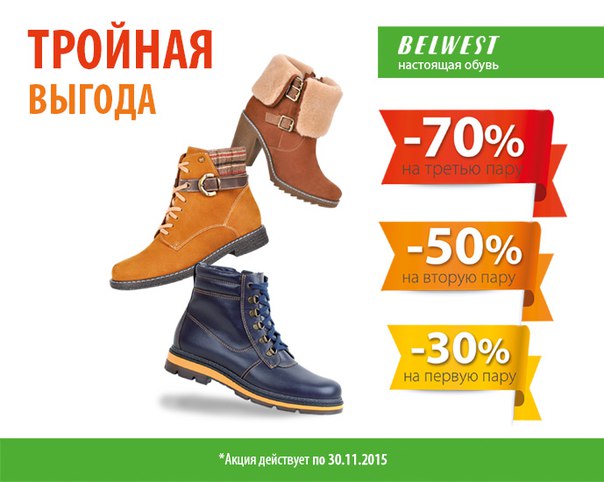 ТРОЙНАЯ
ВЫГОДА
BELWEST
настоящая обувь
-70%
на третью пару
-50%
на вторую пару
-30%
на первую пару
*Акция действует по 30.11.2015